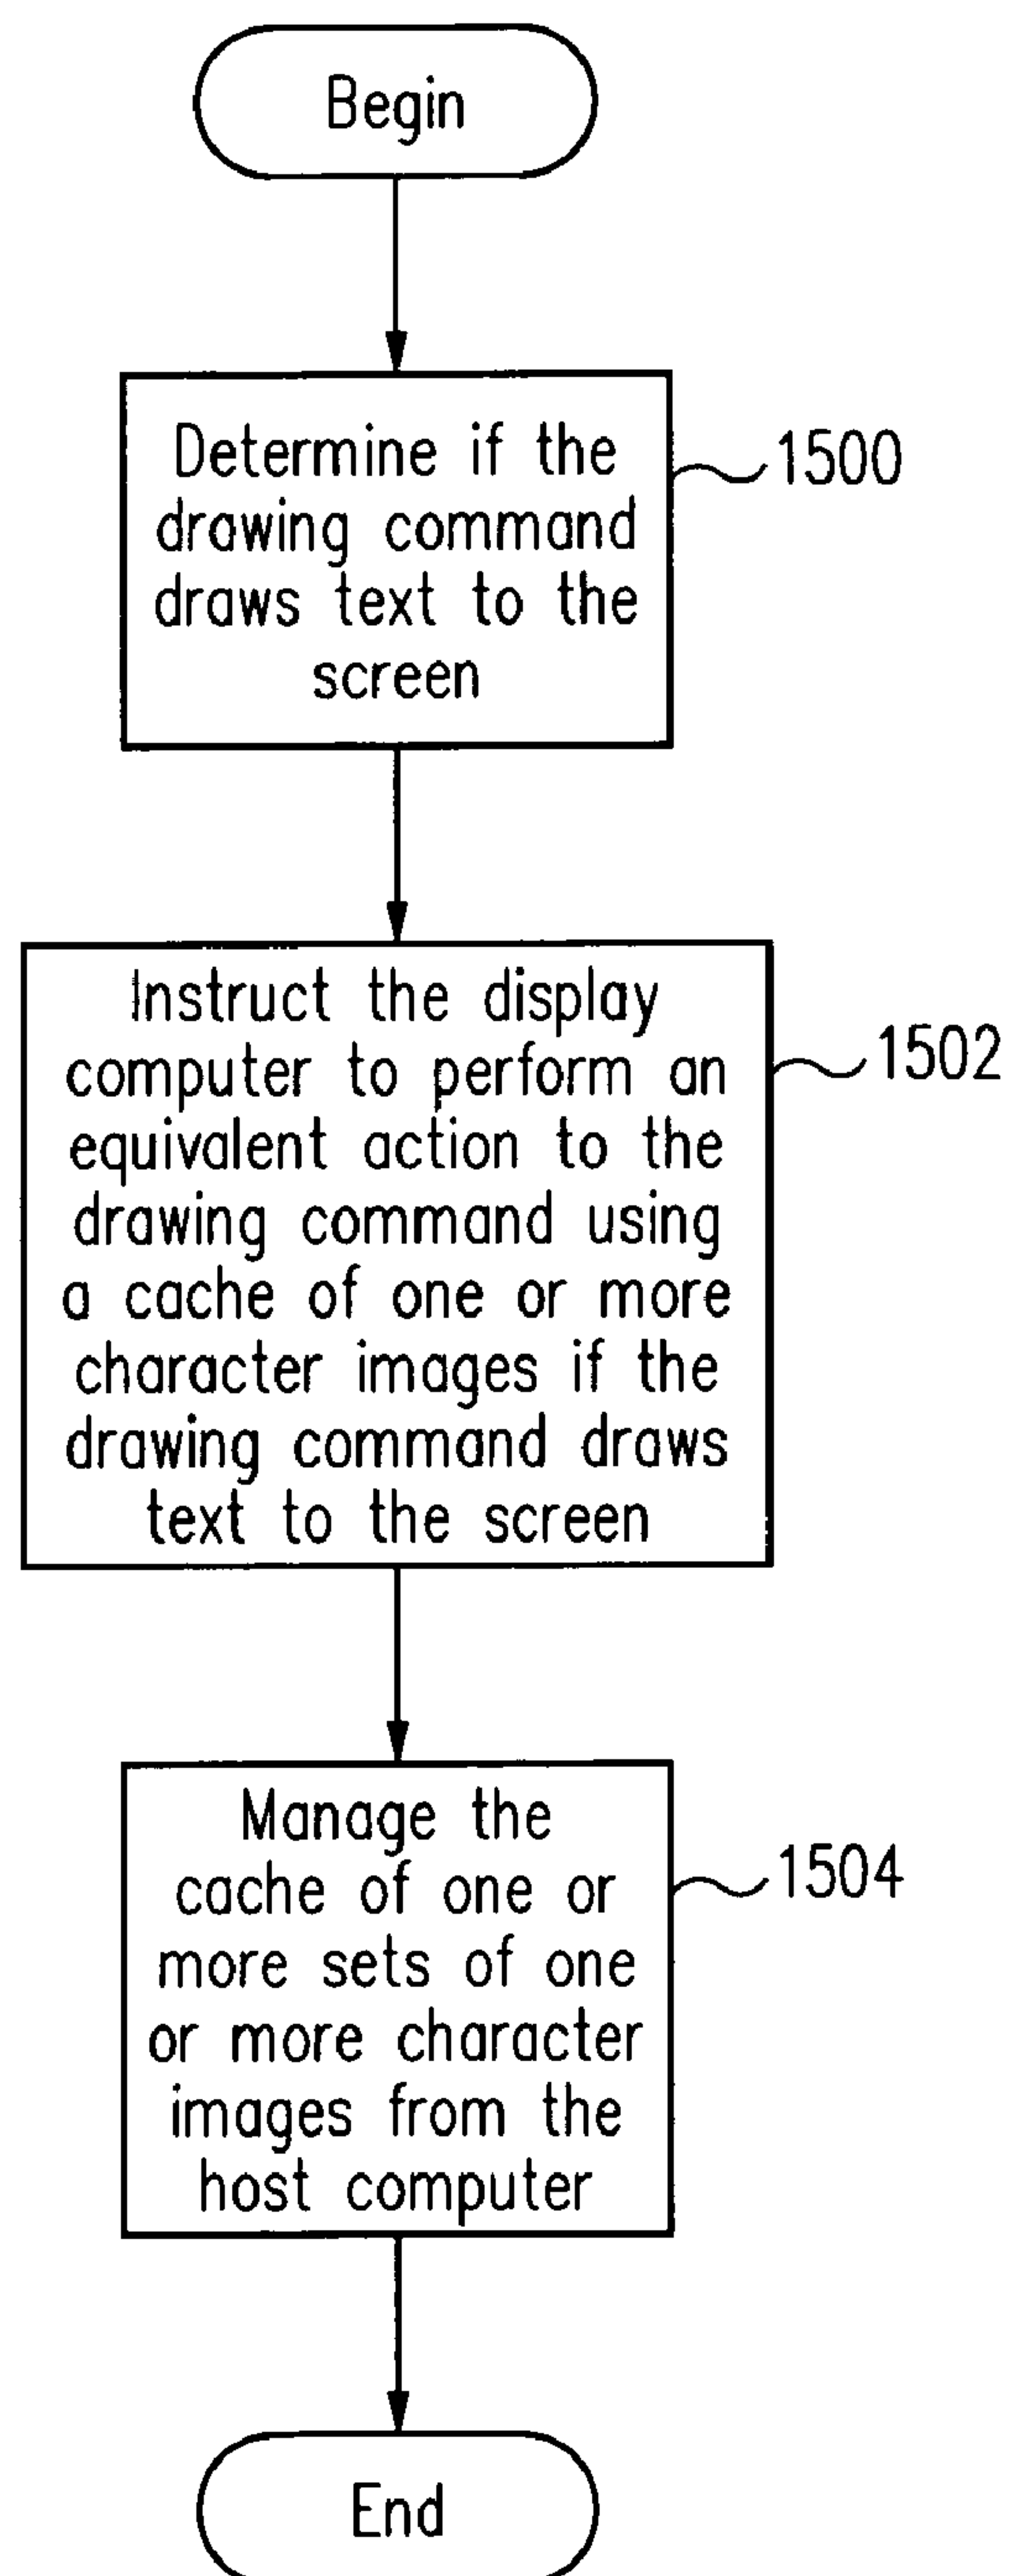 Begin
Determine if the
drawing command
draws text to the
screen
1500
Instruct the display
computer to perform an
equivalent action to the
drawing command using
a cache of one or more
character images if the
drawing command draws
text to the screen
1502
Manage the
cache of one or
more sets of one
or more character
images from the
host computer
1504
End